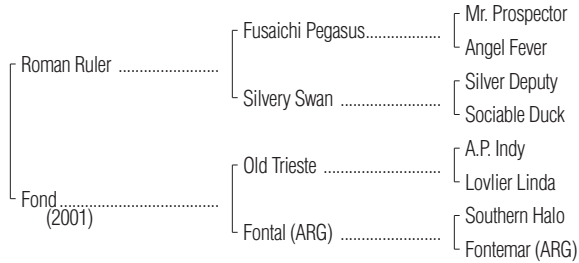 Mr. Prospector
Fusaichi Pegasus..................
Angel Fever
Roman Ruler ........................
Silver Deputy
Silvery Swan ........................
Sociable Duck
A.P. Indy
Old Trieste ............................
Lovlier Linda
Fond....................................
(2001)
Southern Halo
Fontal (ARG) ........................
Fontemar (ARG)